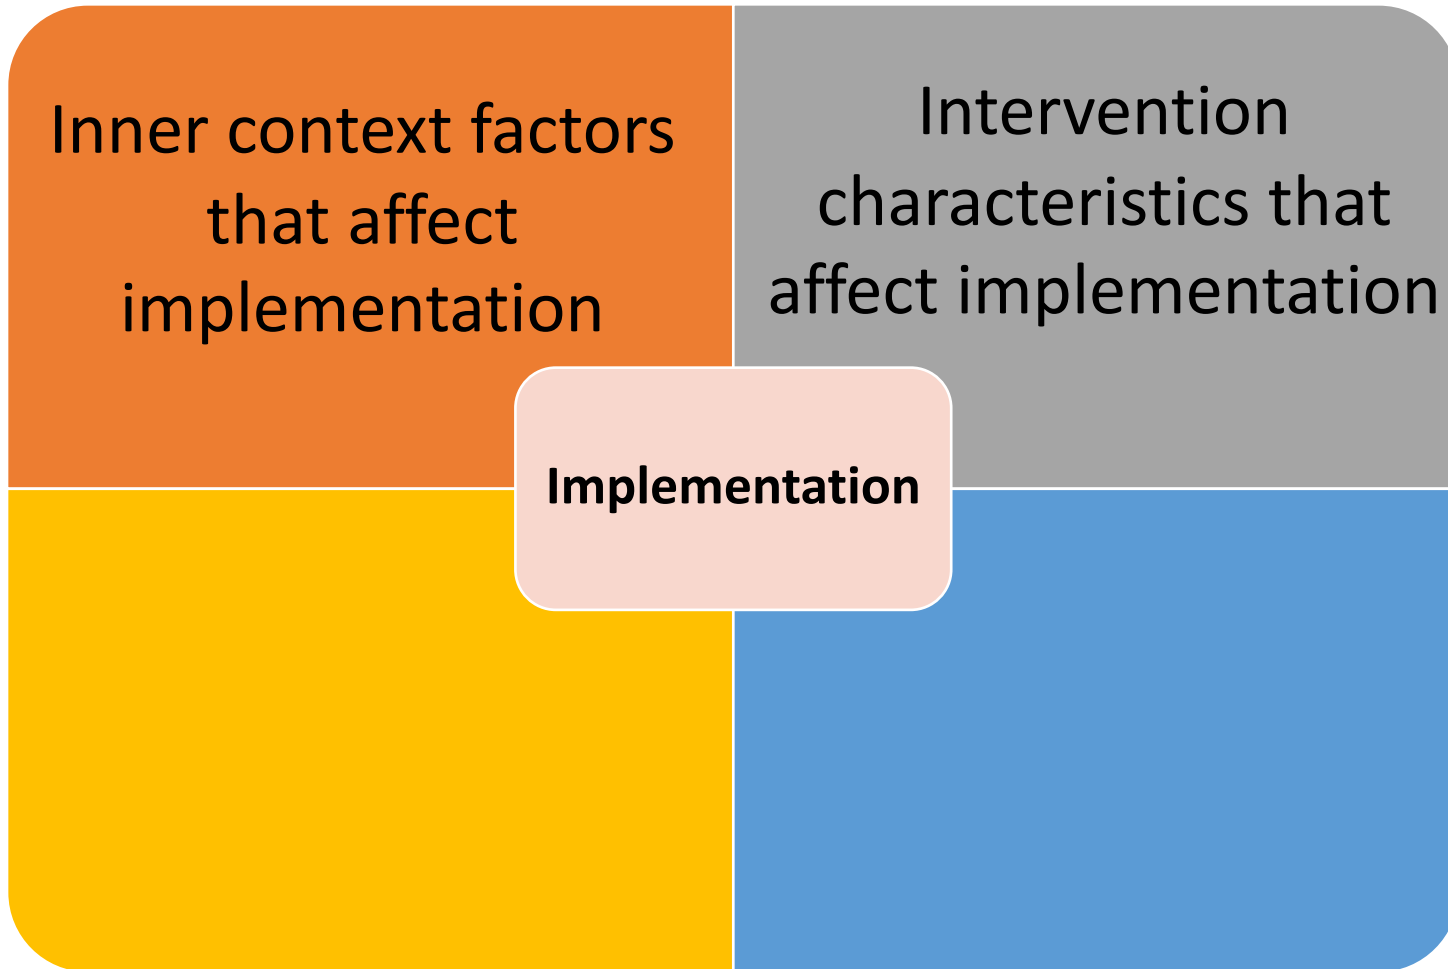 Inner context factors
that affect
implementation
Intervention
characteristics that
affect implementation
Implementation